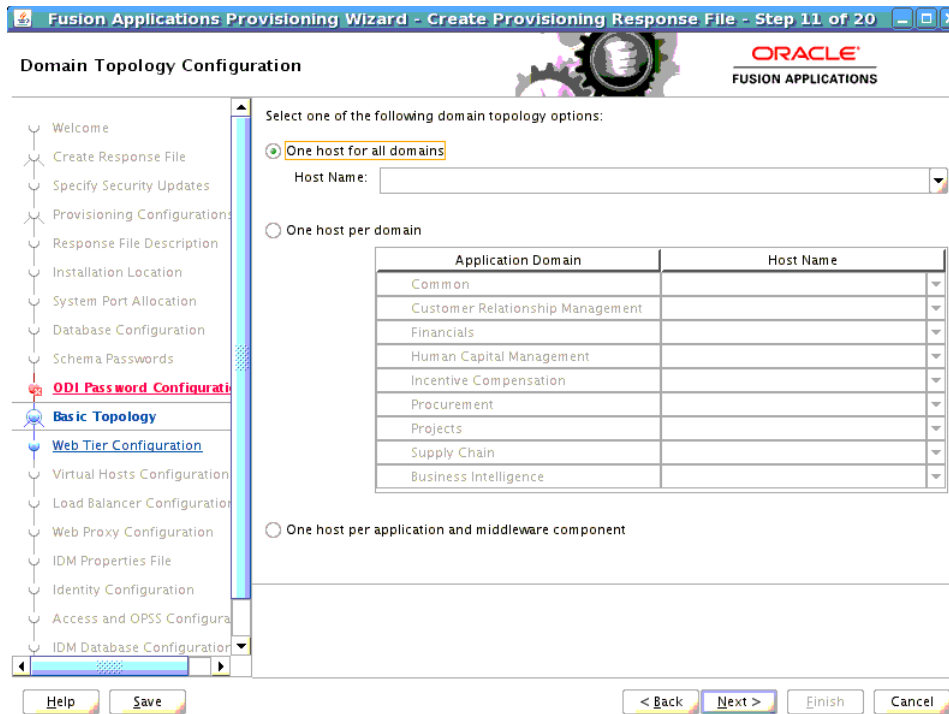 Fusion Applications Provisioning Wizard - Create Provisioning Response File - Step 11 of 20
Domain Topology Configuration
ORACLE
FUSION APPLICATIONS
Welcome
Create Response File
Specify Security Updates
Provisioning Configurations
Response File Description
Installation Location
System Port Allocation
Database Configuration
Schema Passwords
ODI Password Configurati
Basic Topology
Web Tier Configuration
Virtual Hosts Configuration
Load Balancer Configuration
Web Proxy Configuration
IDM Properties File
Identity Configuration
Access and OPSS Configura
IDM Database Configuration
Select one of the following domain topology options:
One host for all domains
Host Name:
One host per domain
Application Domain Host Name
Common
Customer Relationship Management
Financials
Human Capital Management
Incentive Compensation
Procurement
Projects
Supply Chain
Business Intelligence
One host per application and middleware component
Help Save < Back Next > Finish Cancel